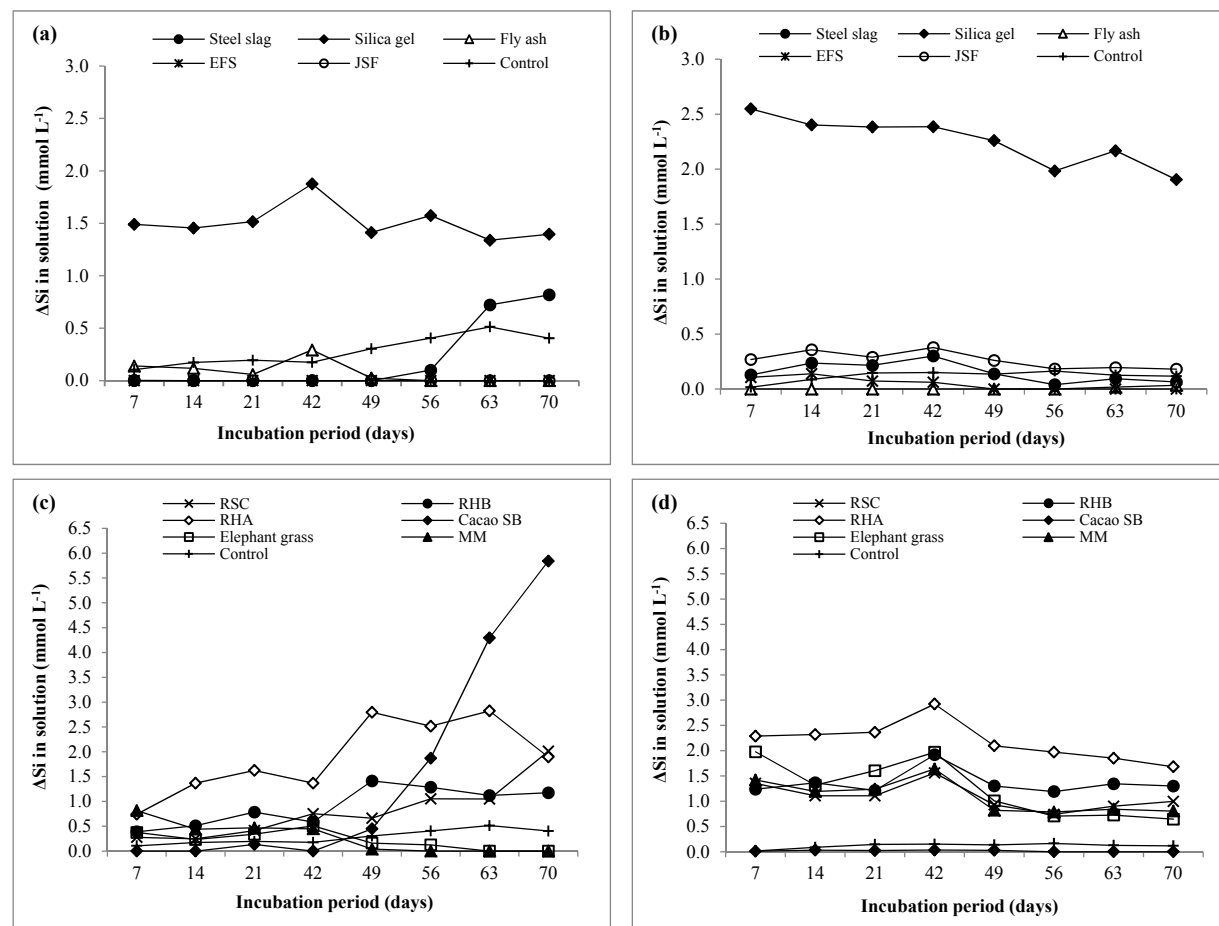 (a)
Steel slag Silica gel Fly ash
EFS JSF Control
3.0
2.5
2.0
1.5
1.0
0.5
0.0
ΔSi in solution (mmol L⁻¹)
7 14 21 42 49 56 63 70
Incubation period (days)
(b)
Steel slag Silica gel Fly ash
EFS JSF Control
3.0
2.5
2.0
1.5
1.0
0.5
0.0
ΔSi in solution (mmol L⁻¹)
7 14 21 42 49 56 63 70
Incubation period (days)
(c)
RSC RHB
RHA Cacao SB
Elephant grass MM
Control
6.5
6.0
5.5
5.0
4.5
4.0
3.5
3.0
2.5
2.0
1.5
1.0
0.5
0.0
ΔSi in solution (mmol L⁻¹)
7 14 21 42 49 56 63 70
Incubation period (days)
(d)
RSC RHB
RHA Cacao SB
Elephant grass MM
Control
6.5
6.0
5.5
5.0
4.5
4.0
3.5
3.0
2.5
2.0
1.5
1.0
0.5
0.0
ΔSi in solution (mmol L⁻¹)
7 14 21 42 49 56 63 70
Incubation period (days)